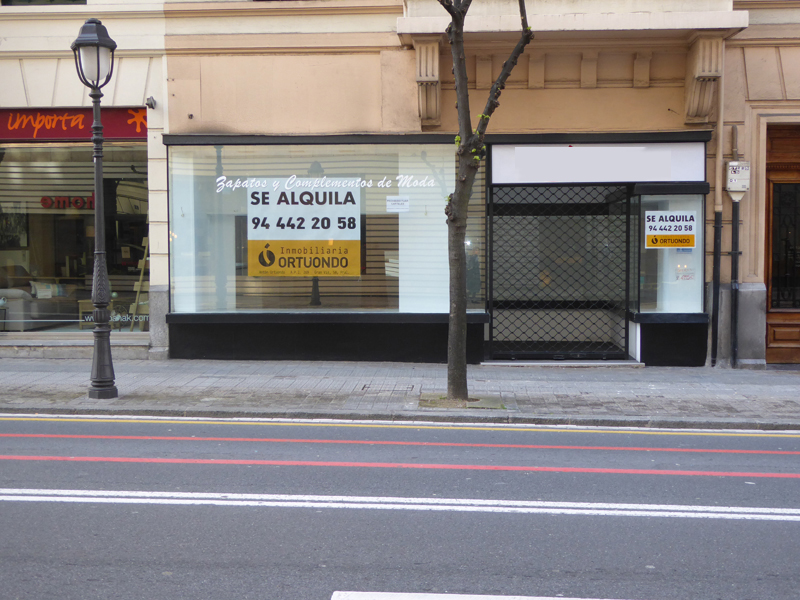 importa
Zapatos y Complementos de Moda
SE ALQUILA
94 442 20 58
Inmobiliaria
ORTUONDO
SE ALQUILA
94 442 20 58
ORTUONDO